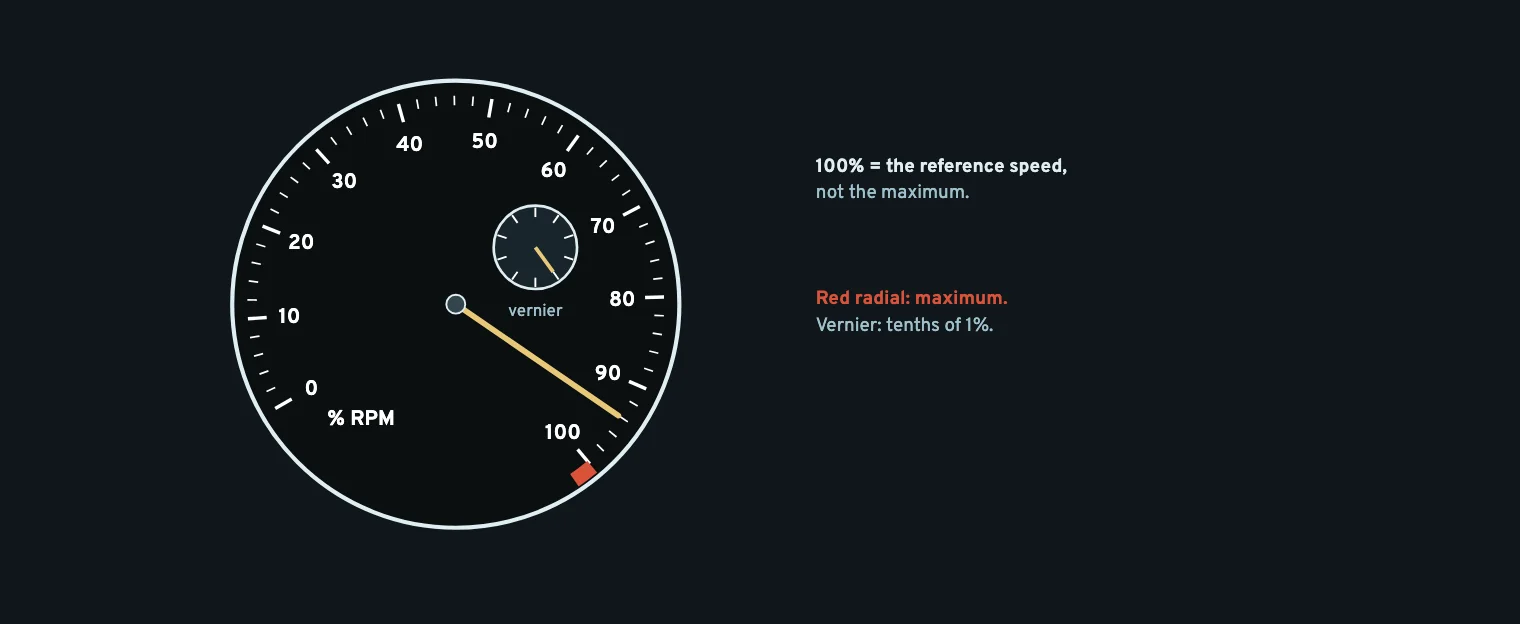 40
50
60
30
70
20
80
10
90
0
% RPM
100
vernier
100% = the reference speed,
not the maximum.
Red radial: maximum.
Vernier: tenths of 1%.